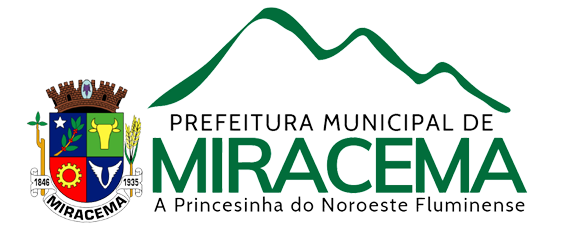 PREFEITURA MUNICIPAL DE
MIRACEMA
A Princesinha do Noroeste Fluminense
1846 1935
MIRACEMA